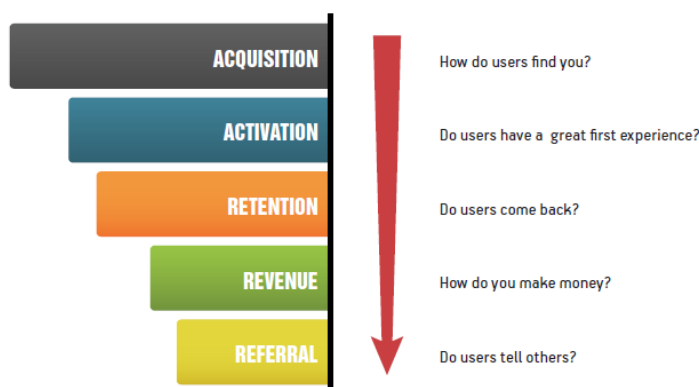 ACQUISITION
How do users find you?
ACTIVATION
Do users have a great first experience?
RETENTION
Do users come back?
REVENUE
How do you make money?
REFERRAL
Do users tell others?